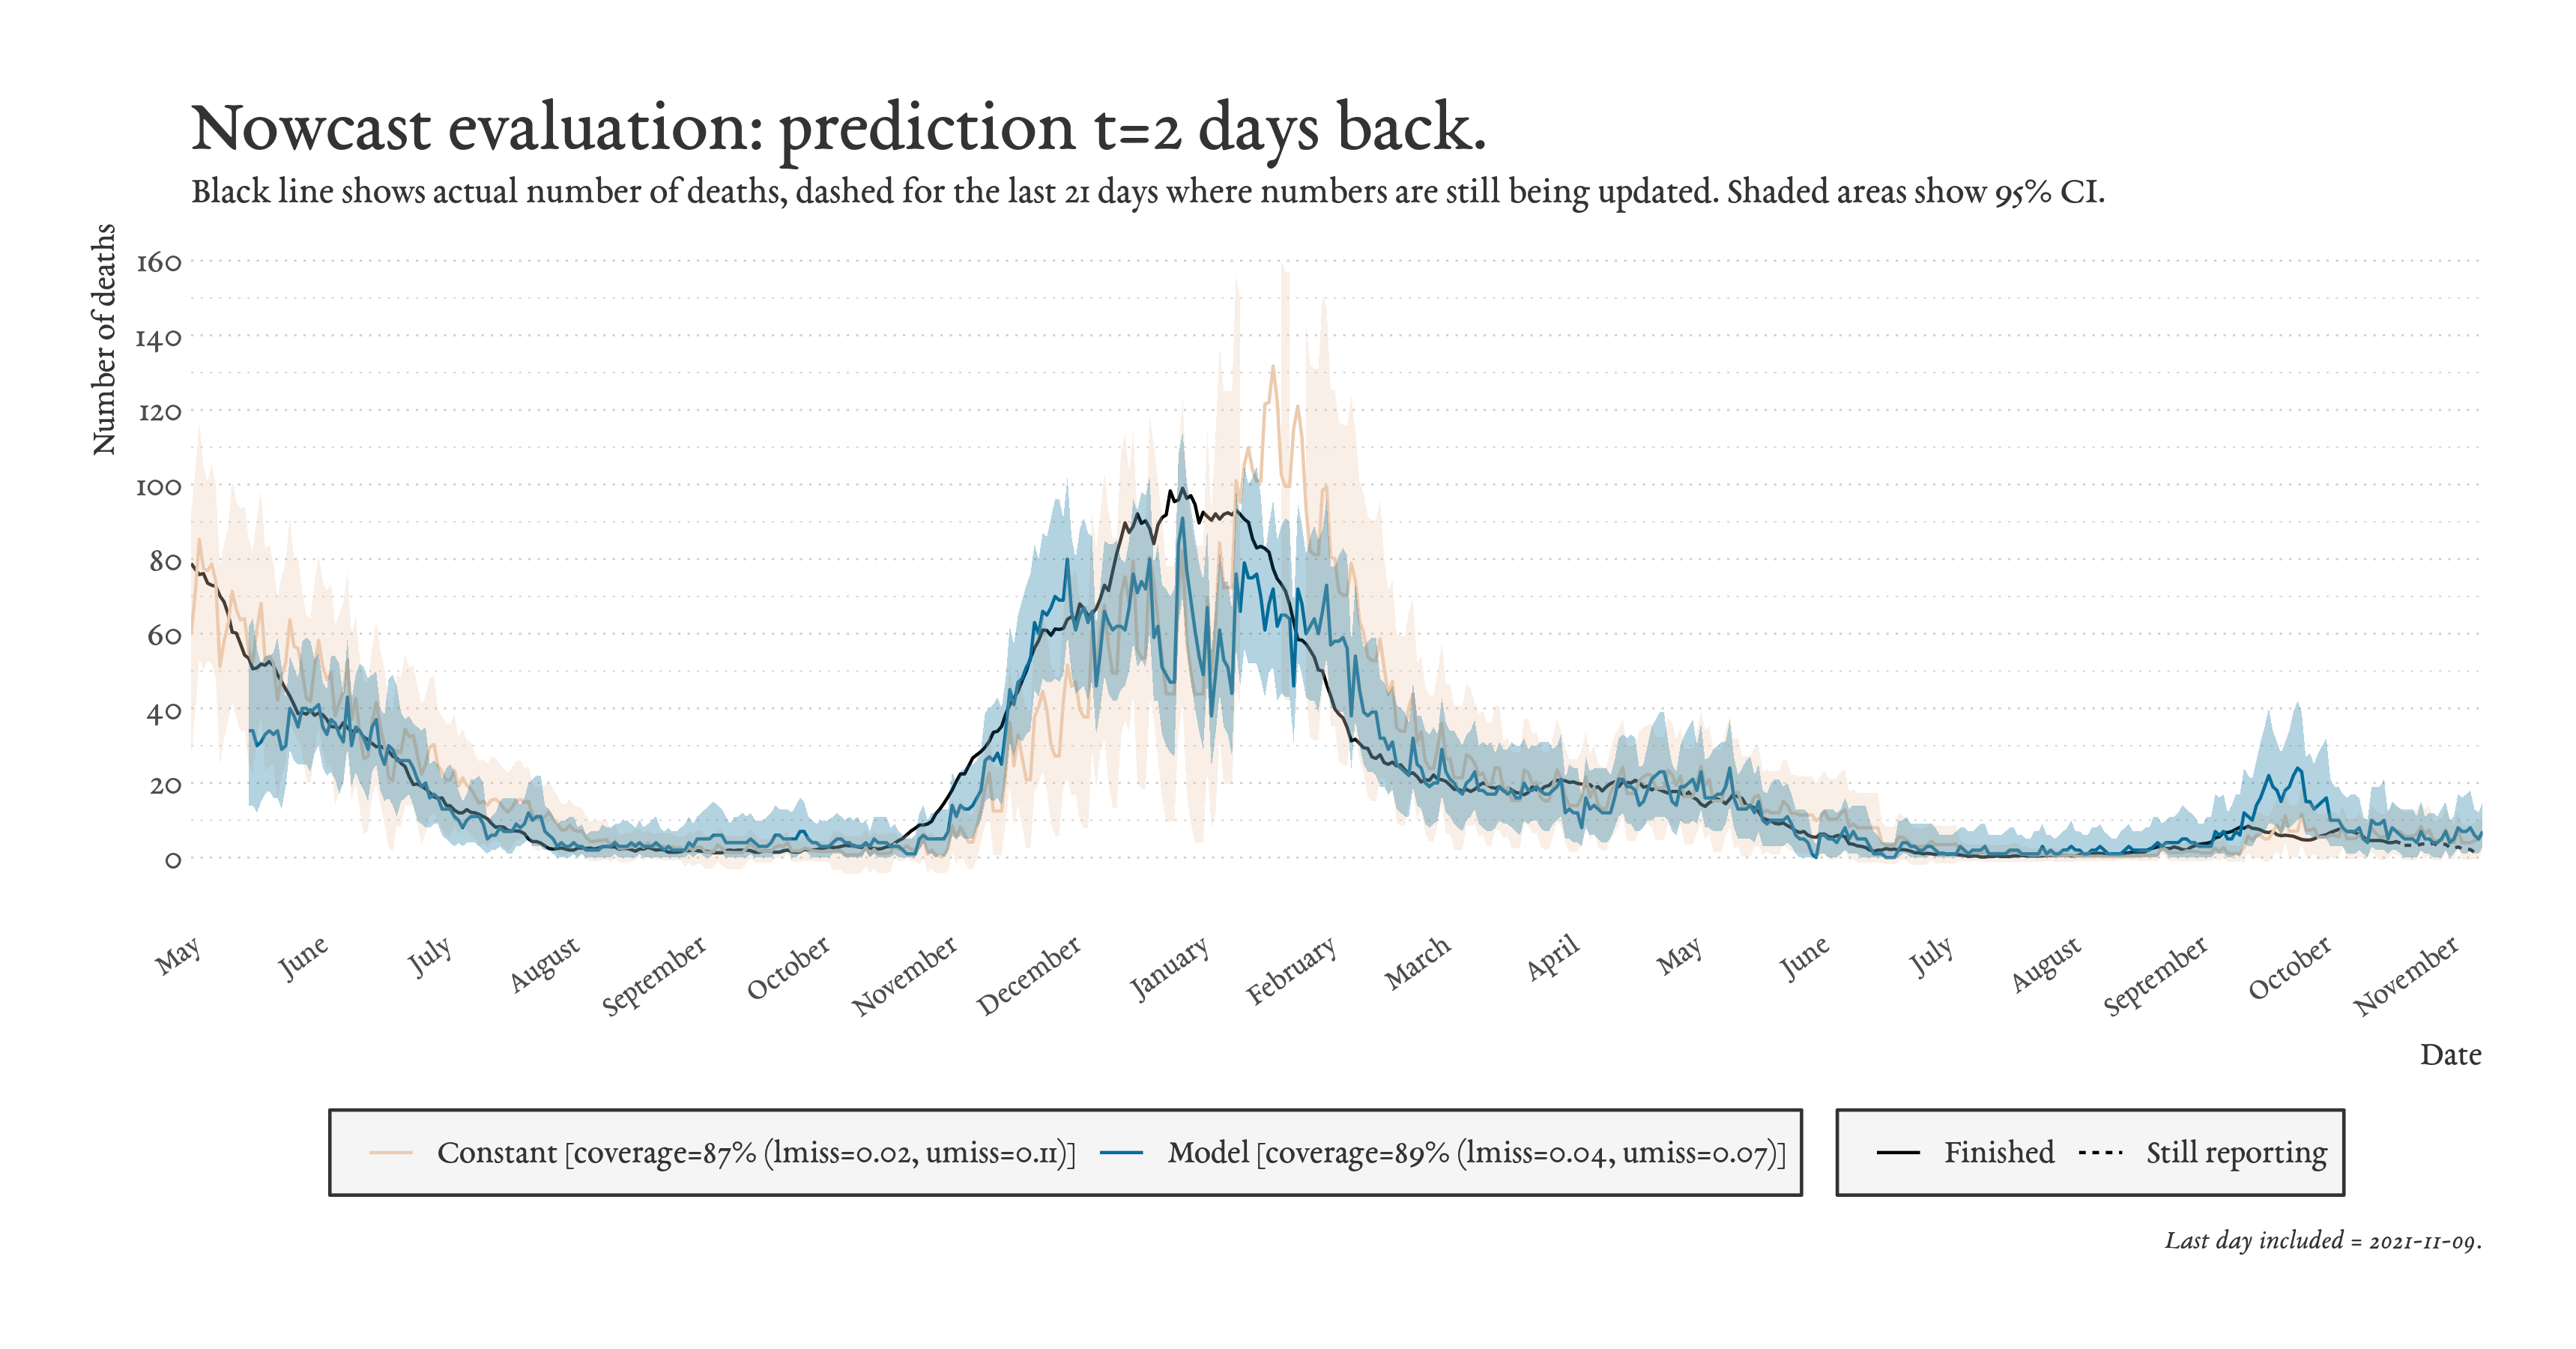 Nowcast evaluation: prediction t=2 days back.
Black line shows actual number of deaths, dashed for the last 21 days where numbers are still being updated. Shaded areas show 95% CI.
Number of deaths
160
140
120
100
80
60
40
20
0
May
June
July
August
September
October
November
December
January
February
March
April
May
June
July
August
September
October
November
Date
Constant [coverage=87% (lmiss=0.02, umiss=0.11)]
Model [coverage=89% (lmiss=0.04, umiss=0.07)]
Finished
Still reporting
Last day included = 2021-11-09.